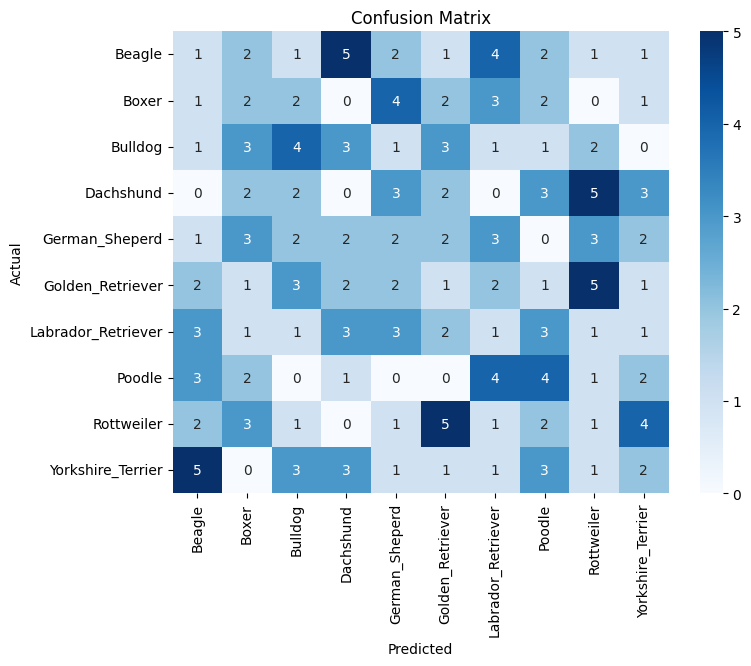 Confusion Matrix
Actual
Beagle 1 2 1 5 2 1 4 2 1 1
Boxer 1 2 2 0 4 2 3 2 0 1
Bulldog 1 3 4 3 1 3 1 1 2 0
Dachshund 0 2 2 0 3 2 0 3 5 3
German_Sheperd 1 3 2 2 2 2 3 0 3 2
Golden_Retriever 2 1 3 2 2 1 2 1 5 1
Labrador_Retriever 3 1 1 3 3 2 1 3 1 1
Poodle 3 2 0 1 0 0 4 4 1 2
Rottweiler 2 3 1 0 1 5 1 2 1 4
Yorkshire_Terrier 5 0 3 3 1 1 1 3 1 2
Beagle
Boxer
Bulldog
Dachshund
German_Sheperd
Golden_Retriever
Labrador_Retriever
Poodle
Rottweiler
Yorkshire_Terrier
Predicted
5
4
3
2
1
0